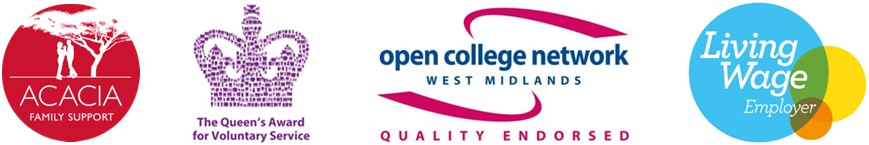 ACACIA
FAMILY SUPPORT
The Queen's Award
for Voluntary Service
open college network
WEST MIDLANDS
QUALITY ENDORSED
Living
Wage
Employer